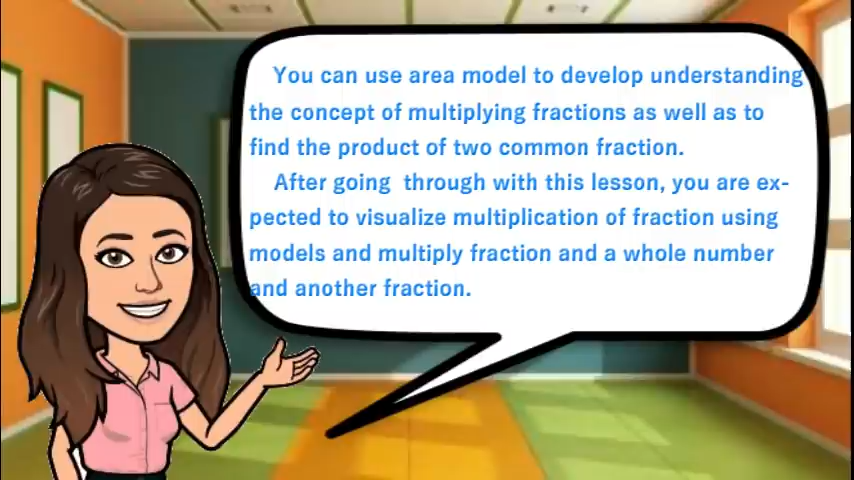 You can use area model to develop understanding
the concept of multiplying fractions as well as to
find the product of two common fraction.
After going through with this lesson, you are ex-
pected to visualize multiplication of fraction using
models and multiply fraction and a whole number
and another fraction.